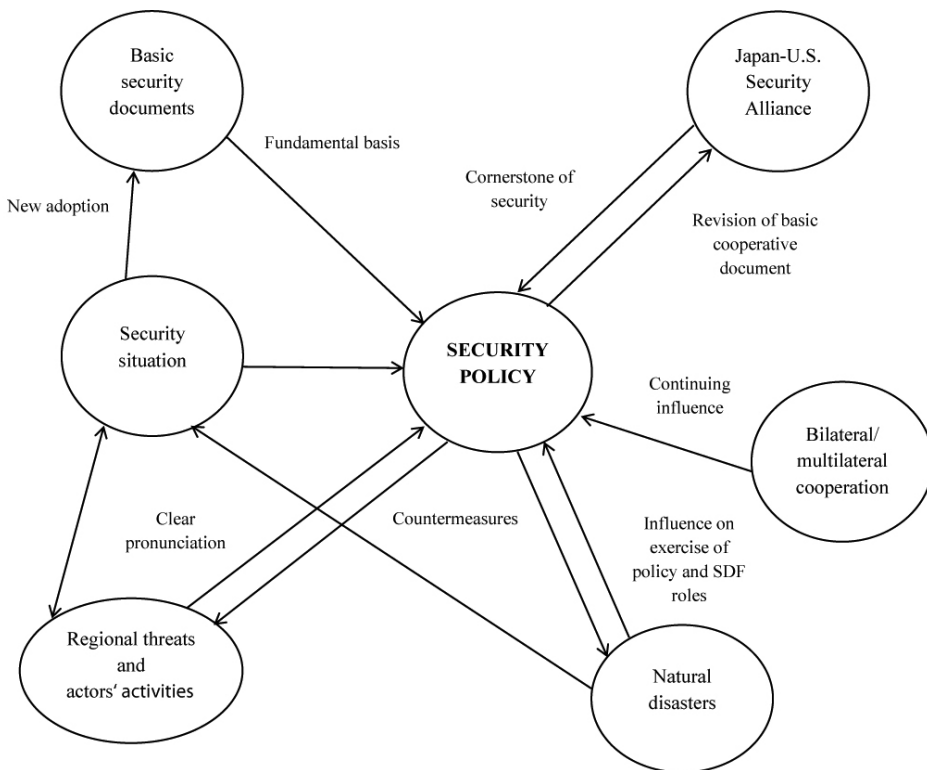 Basic
security
documents
Japan-U.S.
Security
Alliance
Fundamental basis
Cornerstone of
security
New adoption
Revision of basic
cooperative
document
Security
situation
SECURITY
POLICY
Continuing
influence
Bilateral/
multilateral
cooperation
Clear
pronunciation
Countermeasures
Influence on
exercise of
policy and SDF
roles
Regional threats
and
actors‘ activities
Natural
disasters